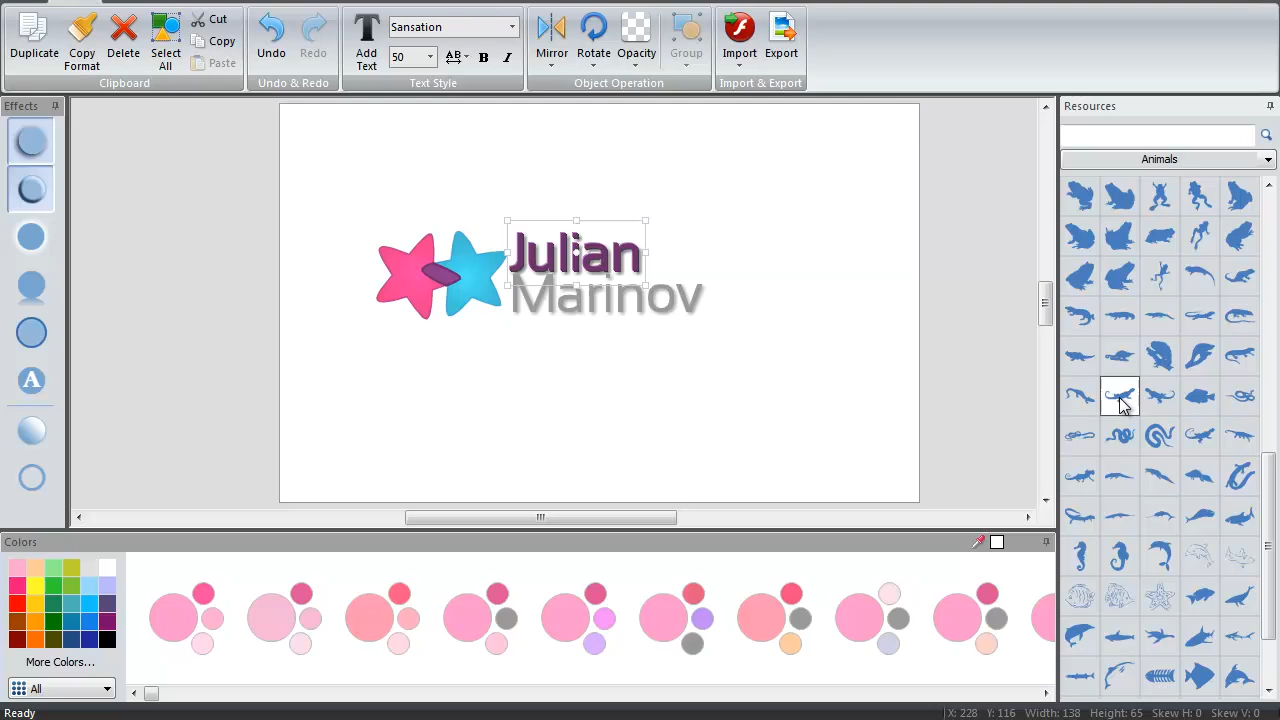 Duplicate
Copy Format
Delete
Select All
Cut
Copy
Paste
Clipboard
Undo
Redo
Undo & Redo
Add Text
Sansation
50
AB
B
I
Text Style
Mirror
Rotate
Opacity
Group
Object Operation
Import
Export
Import & Export
Effects
A
Julian
Marinov
Resources
Animals
Colors
More Colors...
All
Ready
X: 228 Y: 116 Width: 138 Height: 65 Skew H: 0 Skew V: 0